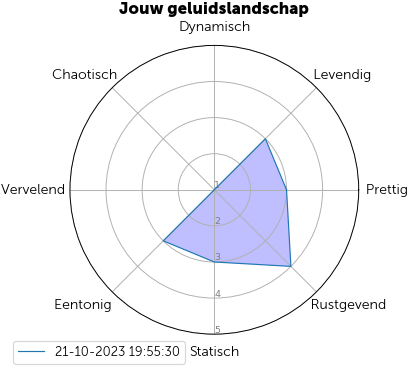 Jouw geluidslandschap
Dynamisch
Chaotisch
Levendig
Vervelend
Prettig
1
2
3
4
5
Eentonig
Rustgevend
21-10-2023 19:55:30
Statisch